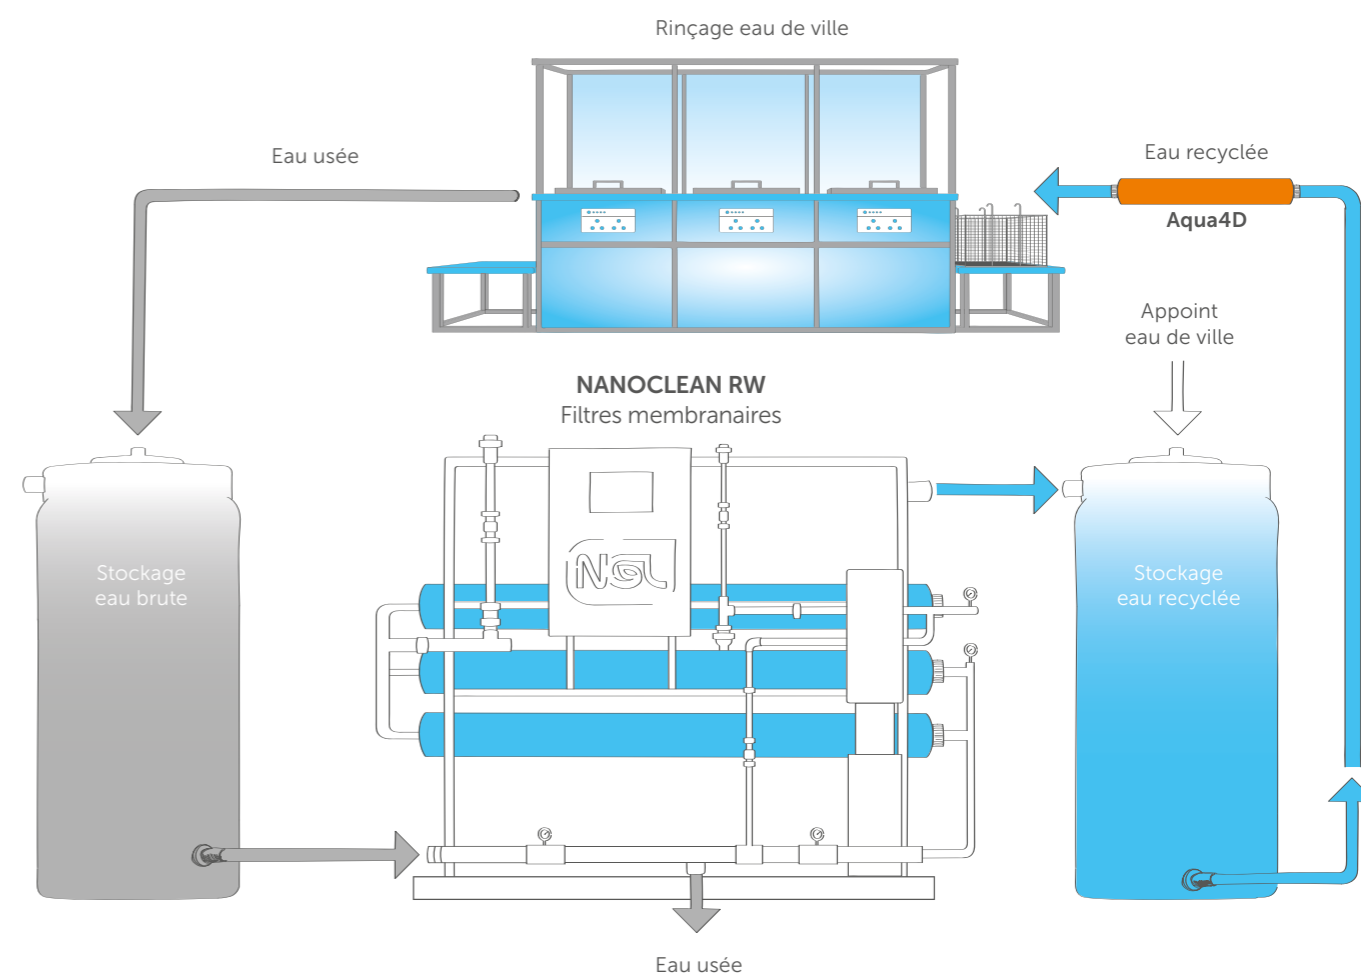 Rinçage eau de ville
Eau usée
Eau recyclée
Aqua4D
Appoint
eau de ville
NANOCLEAN RW
Filtres membranaires
NGL
Stockage
eau brute
Stockage
eau recyclée
Eau usée